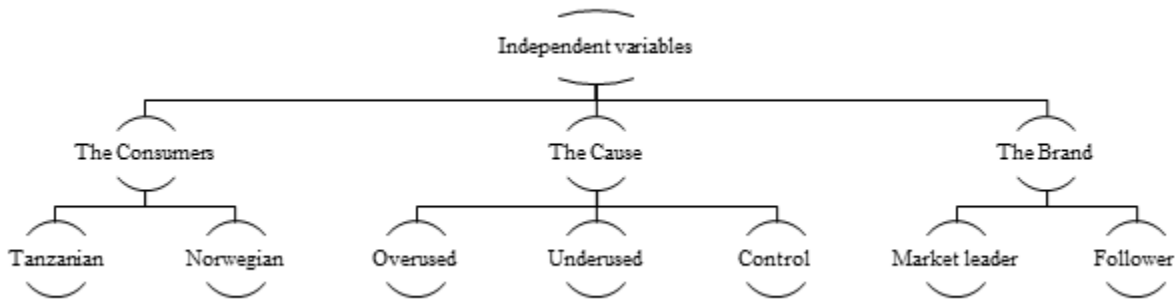 Independent variables
The Consumers
The Cause
The Brand
Tanzanian
Norwegian
Overused
Underused
Control
Market leader
Follower